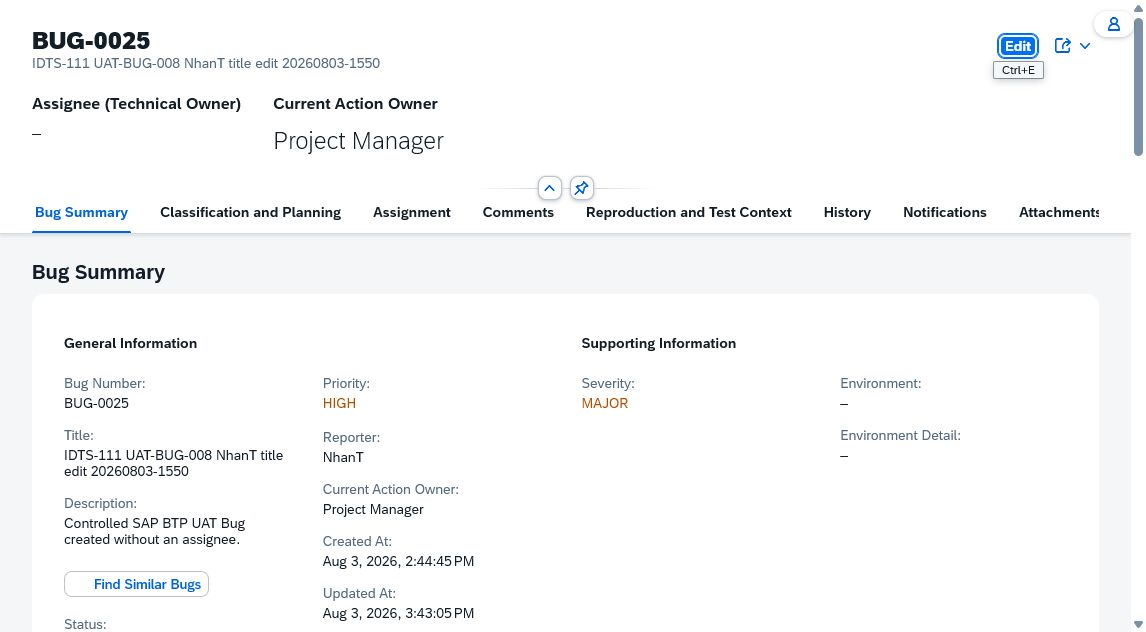 BUG-0025
IDTS-111 UAT-BUG-008 NhanT title edit 20260803-1550
Edit
Ctrl+E
Assignee (Technical Owner)
–
Current Action Owner
Project Manager
Bug Summary
Classification and Planning
Assignment
Comments
Reproduction and Test Context
History
Notifications
Attachments
Bug Summary
General Information
Bug Number:
BUG-0025
Title:
IDTS-111 UAT-BUG-008 NhanT title
edit 20260803-1550
Description:
Controlled SAP BTP UAT Bug
created without an assignee.
Find Similar Bugs
Status:
Priority:
HIGH
Reporter:
NhanT
Current Action Owner:
Project Manager
Created At:
Aug 3, 2026, 2:44:45 PM
Updated At:
Aug 3, 2026, 3:43:05 PM
Supporting Information
Severity:
MAJOR
Environment:
–
Environment Detail:
–